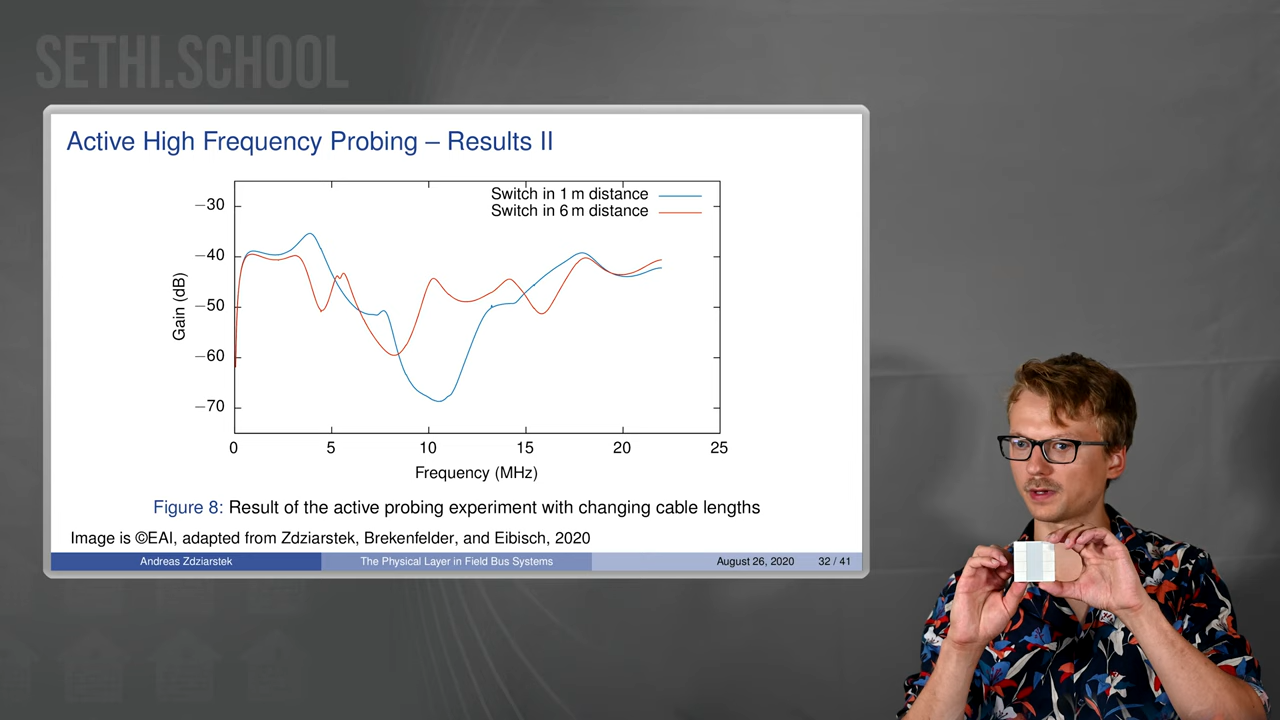 SETHI.SCHOOL
Active High Frequency Probing – Results II
Switch in 1 m distance
Switch in 6 m distance
−30
−40
−50
−60
−70
Gain (dB)
0 5 10 15 20 25
Frequency (MHz)
Figure 8: Result of the active probing experiment with changing cable lengths
Image is ©EAI, adapted from Zdziarstek, Brekenfelder, and Eibisch, 2020
Andreas Zdziarstek The Physical Layer in Field Bus Systems August 26, 2020 32 / 41